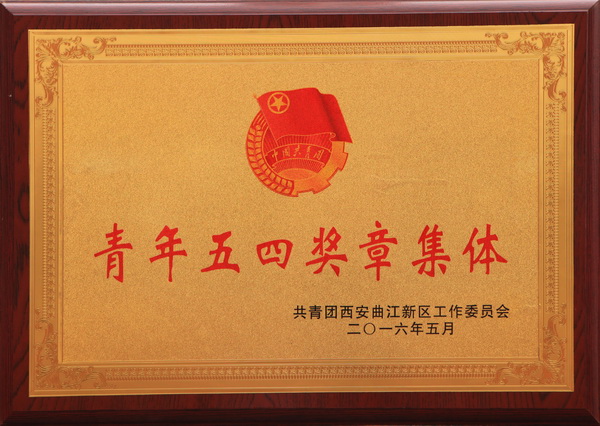 中国共青团
青年五四奖章集体
共青团西安曲江新区工作委员会
二〇一六年五月